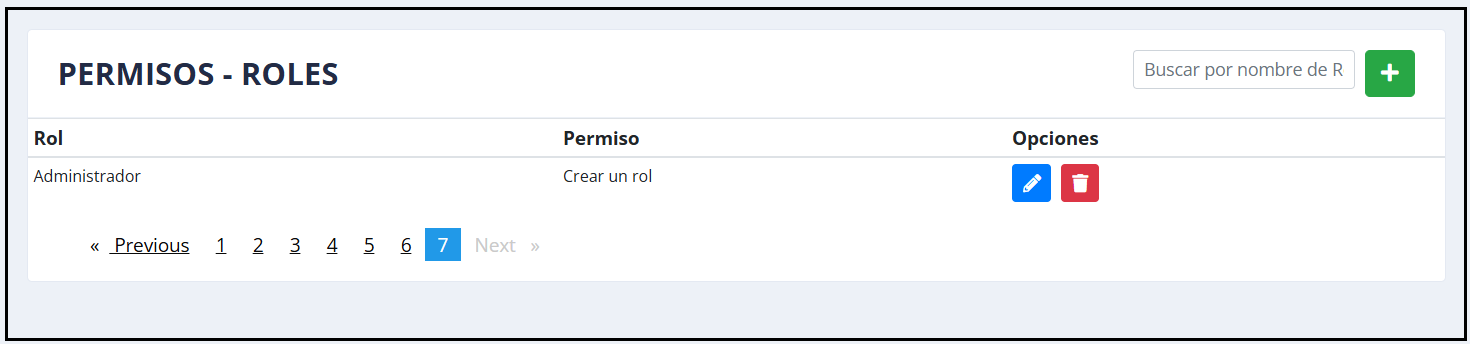 PERMISOS - ROLES
Buscar por nombre de R
Rol Permiso Opciones
Administrador Crear un rol
« Previous 1 2 3 4 5 6 7 Next »